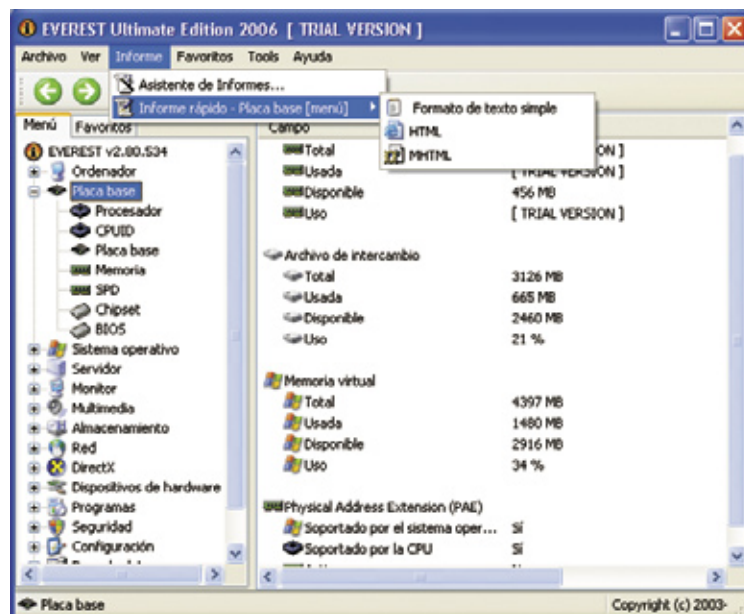 EVEREST Ultimate Edition 2006 [ TRIAL VERSION ]
Archivo Ver Informe Favoritos Tools Ayuda
Asistente de Informes...
Informe rápido - Placa base [menú]
Formato de texto simple
HTML
MHTML
Menú Favoritos
EVEREST v2.80.534
Ordenador
Placa base
Procesador
CPUID
Placa base
Memoria
SPD
Chipset
BIOS
Sistema operativo
Servidor
Monitor
Multimedia
Almacenamiento
Red
DirectX
Dispositivos de hardware
Programas
Seguridad
Configuración
Campo
Total ON ]
Usada [ TRIAL VERSION ]
Disponible 456 MB
Uso [ TRIAL VERSION ]
Archivo de intercambio
Total 3126 MB
Usada 665 MB
Disponible 2460 MB
Uso 21 %
Memoria virtual
Total 4397 MB
Usada 1480 MB
Disponible 2916 MB
Uso 34 %
Physical Address Extension (PAE)
Soportado por el sistema oper... Sí
Soportado por la CPU Sí
Placa base Copyright (c) 2003-